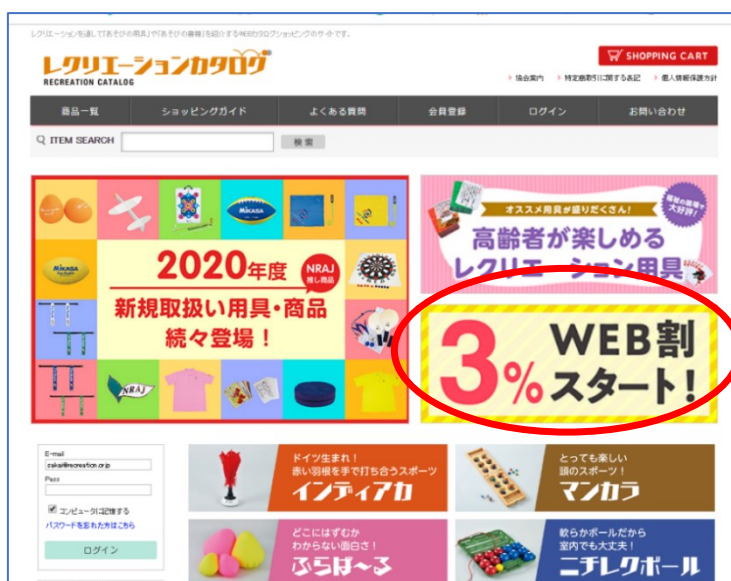 レクリエーションを通して「あそびの用具」や「あそびの書籍」を紹介するWEBカタログショッピングのサイトです。
レクリエーションカタログ
RECREATION CATALOG
SHOPPING CART
協会案内 特定商取引に関する表記 個人情報保護方針
商品一覧 ショッピングガイド よくある質問 会員登録 ログイン お問い合わせ
ITEM SEARCH 検索
MIKASA
MIKASA
2020年度
NRAJ
推し商品
新規取扱い用具・商品
続々登場！
NRAJ
オススメ用具が盛りだくさん!
福祉の現場で
大好評!
高齢者が楽しめる
レクリエーション用具
3%
WEB割
スタート!
E-mail
sakai@recreation.or.jp
Pass
コンピュータに記憶する
パスワードを忘れた方はこちら
ログイン
ドイツ生まれ！
赤い羽根を手で打ち合うスポーツ
インディアカ
とっても楽しい
頭のスポーツ！
マンカラ
どこにはずむか
わからない面白さ！
ふらば～る
軟らかボールだから
室内でも大丈夫！
ニチレクボール